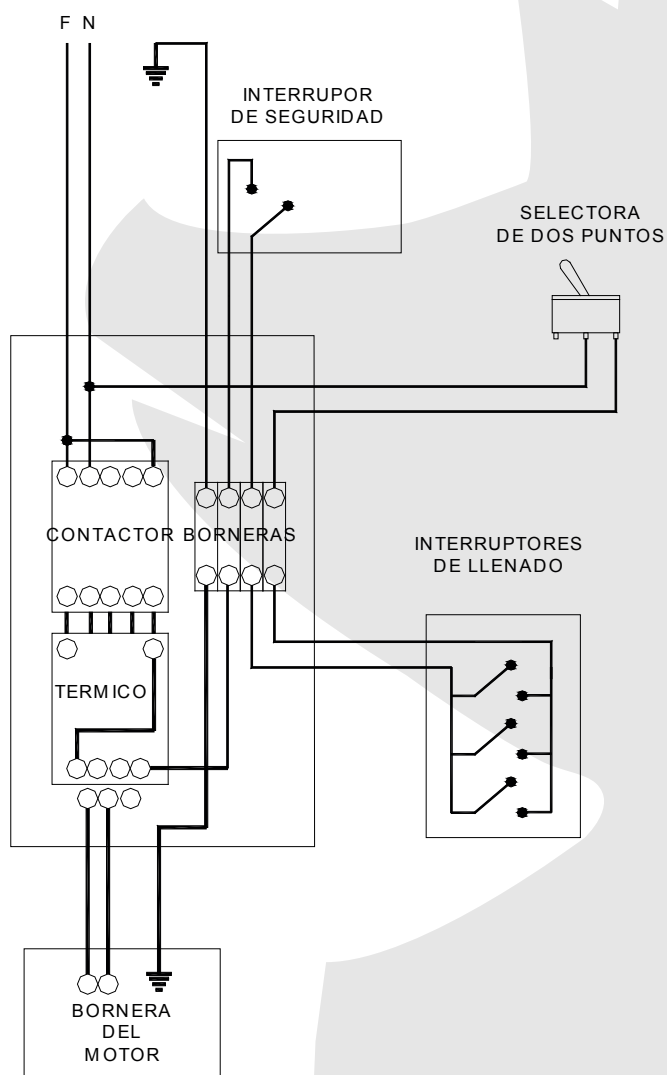 F N
INTERRUPOR
DE SEGURIDAD
SELECTORA
DE DOS PUNTOS
CONTACTOR BORNERAS
INTERRUPTORES
DE LLENADO
TERMICO
BORNERA
DEL
MOTOR